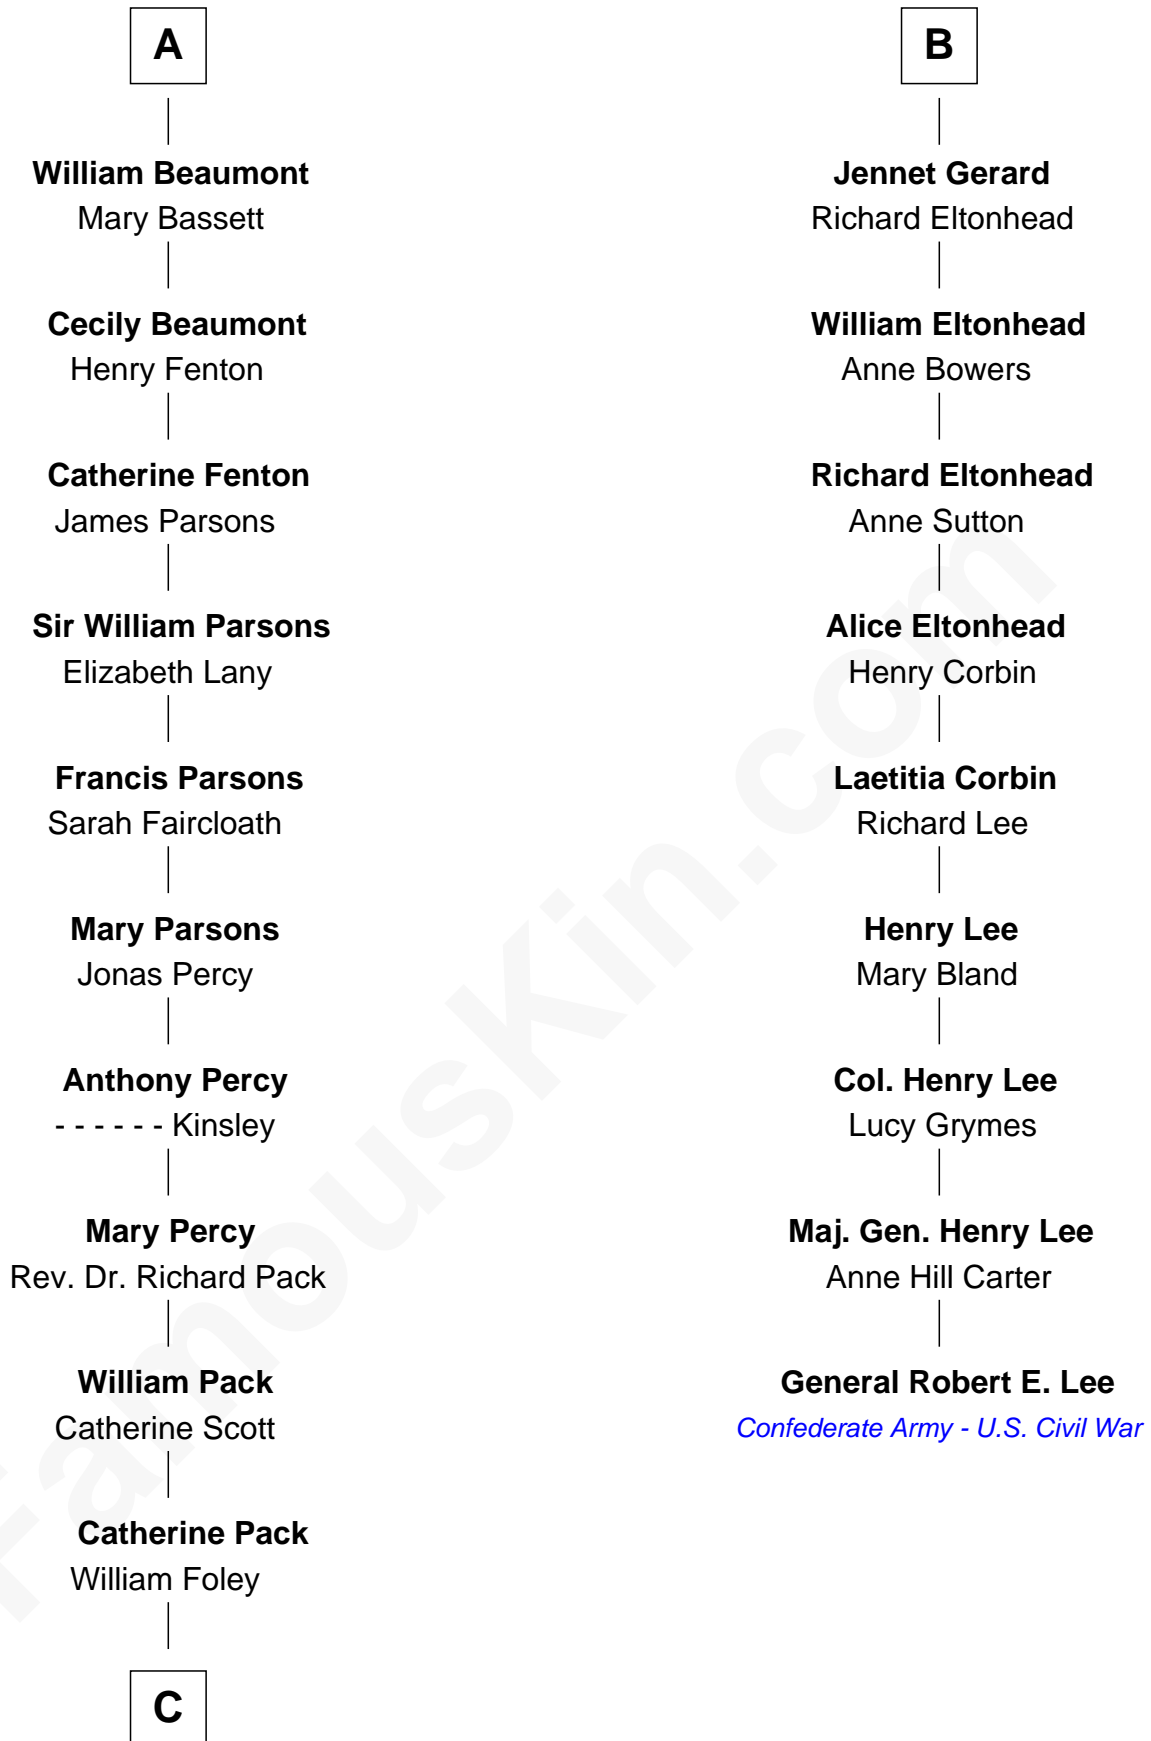 A
William Beaumont
Mary Bassett
Cecily Beaumont
Henry Fenton
Catherine Fenton
James Parsons
Sir William Parsons
Elizabeth Lany
Francis Parsons
Sarah Faircloath
Mary Parsons
Jonas Percy
Anthony Percy
- - - - - - Kinsley
Mary Percy
Rev. Dr. Richard Pack
William Pack
Catherine Scott
Catherine Pack
William Foley
C
B
Jennet Gerard
Richard Eltonhead
William Eltonhead
Anne Bowers
Richard Eltonhead
Anne Sutton
Alice Eltonhead
Henry Corbin
Laetitia Corbin
Richard Lee
Henry Lee
Mary Bland
Col. Henry Lee
Lucy Grymes
Maj. Gen. Henry Lee
Anne Hill Carter
General Robert E. Lee
Confederate Army - U.S. Civil War
FamousKin.com